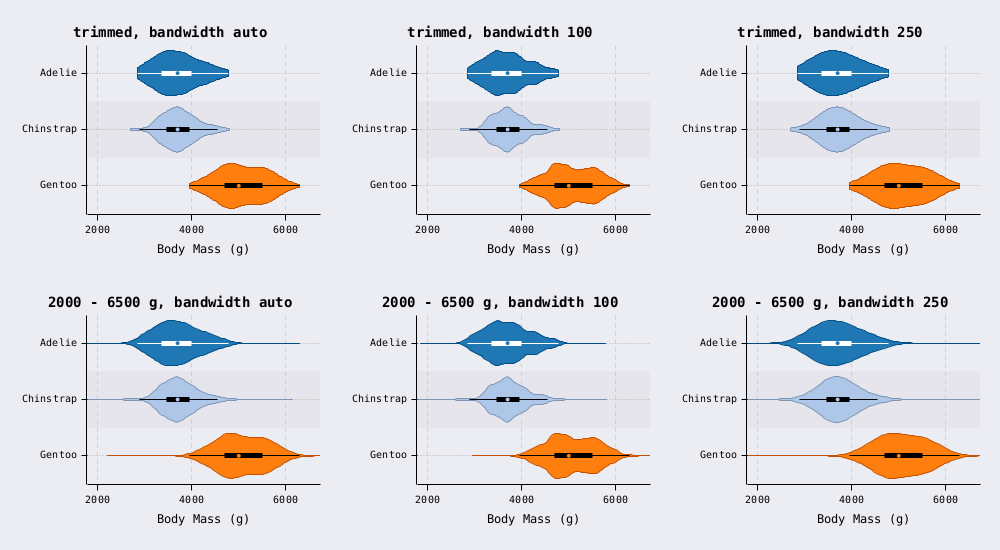 trimmed, bandwidth auto
Adelie
Chinstrap
Gentoo
2000 4000 6000
Body Mass (g)
trimmed, bandwidth 100
Adelie
Chinstrap
Gentoo
2000 4000 6000
Body Mass (g)
trimmed, bandwidth 250
Adelie
Chinstrap
Gentoo
2000 4000 6000
Body Mass (g)
2000 - 6500 g, bandwidth auto
Adelie
Chinstrap
Gentoo
2000 4000 6000
Body Mass (g)
2000 - 6500 g, bandwidth 100
Adelie
Chinstrap
Gentoo
2000 4000 6000
Body Mass (g)
2000 - 6500 g, bandwidth 250
Adelie
Chinstrap
Gentoo
2000 4000 6000
Body Mass (g)